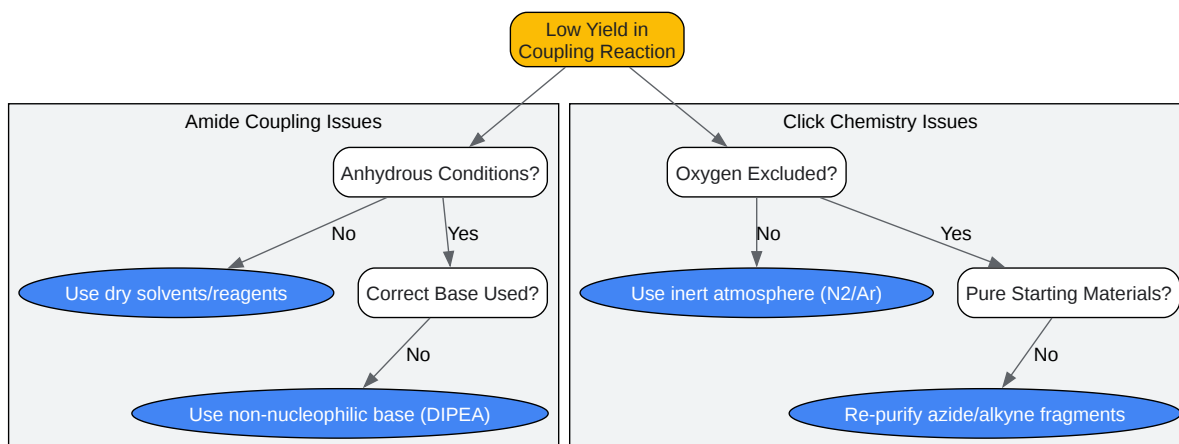 Low Yield in
Coupling Reaction
Amide Coupling Issues
Click Chemistry Issues
Anhydrous Conditions?
Oxygen Excluded?
No
Yes
No
Yes
Use dry solvents/reagents
Correct Base Used?
Use inert atmosphere (N2/Ar)
Pure Starting Materials?
No
No
Use non-nucleophilic base (DIPEA)
Re-purify azide/alkyne fragments